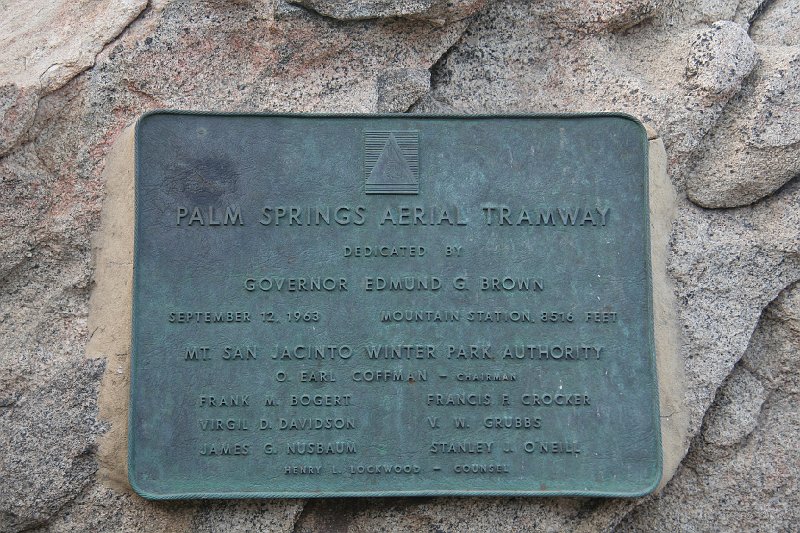 PALM SPRINGS AERIAL TRAMWAY
DEDICATED BY
GOVERNOR EDMUND G. BROWN
SEPTEMBER 12, 1963 MOUNTAIN STATION, 8516 FEET
MT. SAN JACINTO WINTER PARK AUTHORITY
O. EARL COFFMAN – CHAIRMAN
FRANK M. BOGERT FRANCIS F. CROCKER
VIRGIL D. DAVIDSON V. W. GRUBBS
JAMES G. NUSBAUM STANLEY J. O'NEILL
HENRY L. LOCKWOOD – COUNSEL